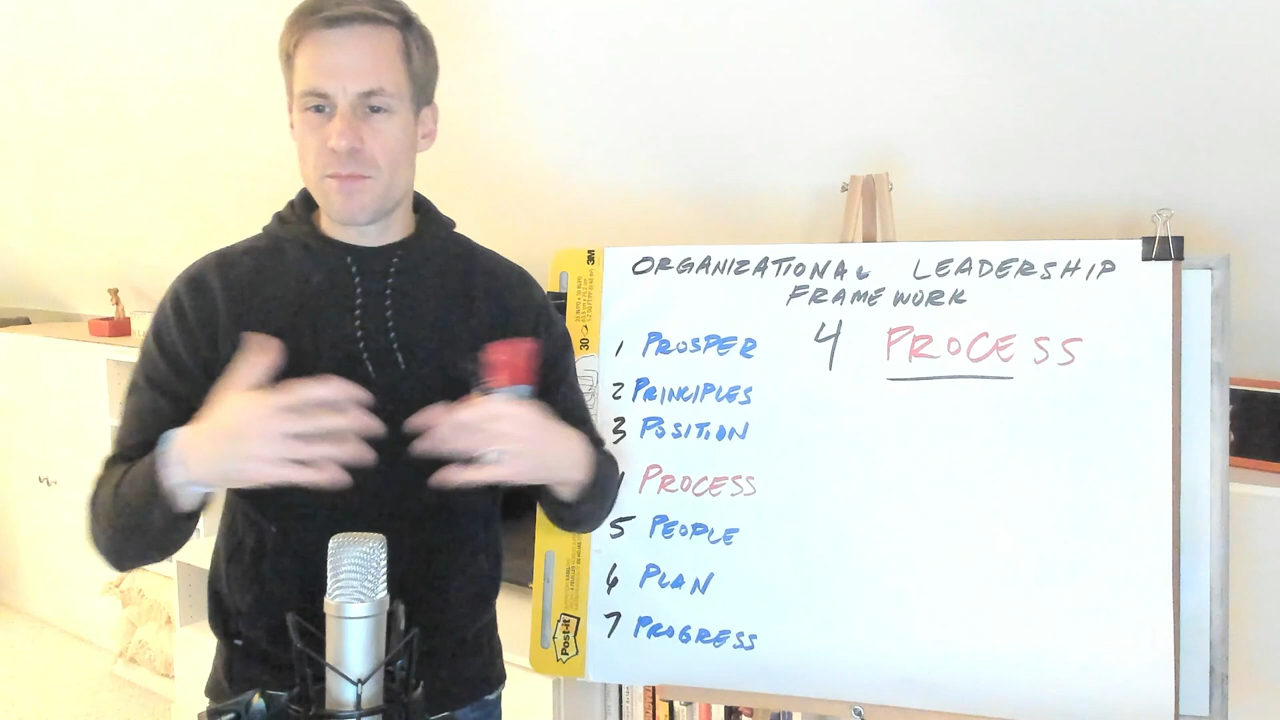 ORGANIZATIONAL LEADERSHIP
FRAMEWORK
4 PROCESS
1 PROSPER
2 PRINCIPLES
3 POSITION
PROCESS
5 PEOPLE
6 PLAN
7 PROGRESS
3M
30
Post-it